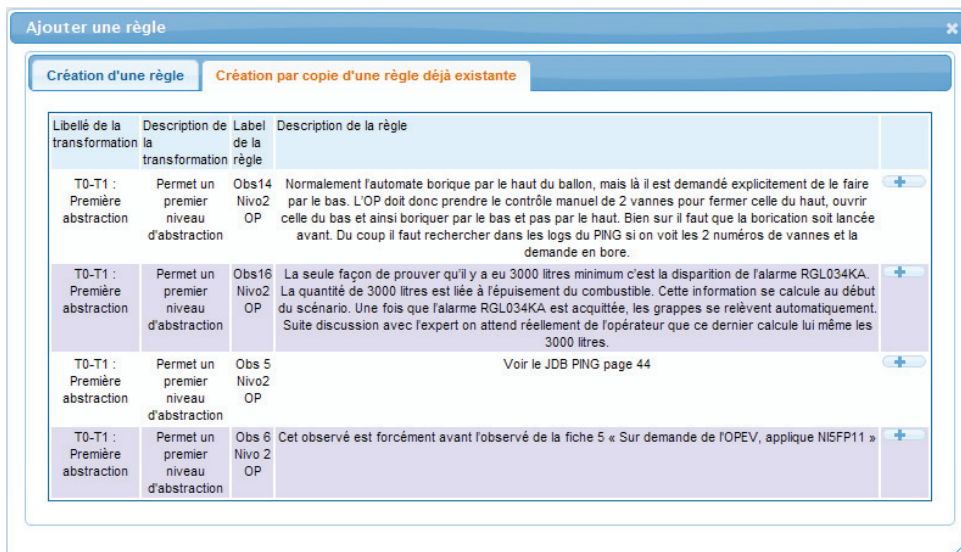 Ajouter une règle
Création d'une règle
Création par copie d'une règle déjà existante
Libellé de la transformation
Description de la transformation
Label de la règle
Description de la règle
T0-T1 :
Première
abstraction
Permet un
premier
niveau
d'abstraction
Obs14
Nivo2
OP
Normalement l'automate borique par le haut du ballon, mais là il est demandé explicitement de le faire
par le bas. L'OP doit donc prendre le contrôle manuel de 2 vannes pour fermer celle du haut, ouvrir
celle du bas et ainsi boriquer par le bas et pas par le haut. Bien sur il faut que la borication soit lancée
avant. Du coup il faut rechercher dans les logs du PING si on voit les 2 numéros de vannes et la
demande en bore.
T0-T1 :
Première
abstraction
Permet un
premier
niveau
d'abstraction
Obs16
Nivo2
OP
La seule façon de prouver qu'il y a eu 3000 litres minimum c'est la disparition de l'alarme RGL034KA.
La quantité de 3000 litres est liée à l'épuisement du combustible. Cette information se calcule au début
du scénario. Une fois que l'alarme RGL034KA est acquittée, les grappes se relèvent automatiquement.
Suite discussion avec l'expert on attend réellement de l'opérateur que ce dernier calcule lui même les
3000 litres.
T0-T1 :
Première
abstraction
Permet un
premier
niveau
d'abstraction
Obs 5
Nivo2
OP
Voir le JDB PING page 44
T0-T1 :
Première
abstraction
Permet un
premier
niveau
d'abstraction
Obs 6
Nivo 2
OP
Cet observé est forcément avant l'observé de la fiche 5 « Sur demande de l'OPEV, applique NI5FP11 »